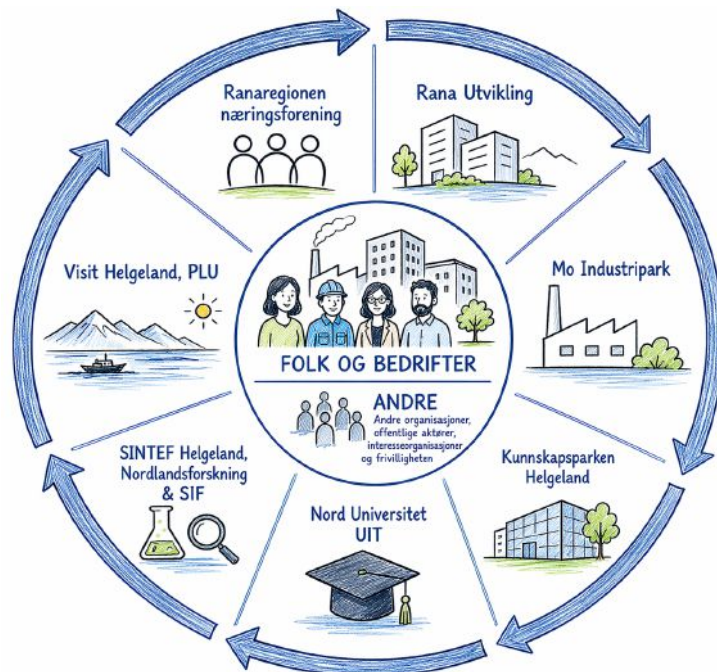 Ranaregionen
næringsforening
Rana Utvikling
Visit Helgeland, PLU
Mo Industripark
FOLK OG BEDRIFTER
ANDRE
Andre organisasjoner,
offentlige aktører,
interesseorganisasjoner
og frivilligheten
SINTEF Helgeland,
Nordlandsforskning
& SIF
Kunnskapsparken
Helgeland
Nord Universitet
UIT